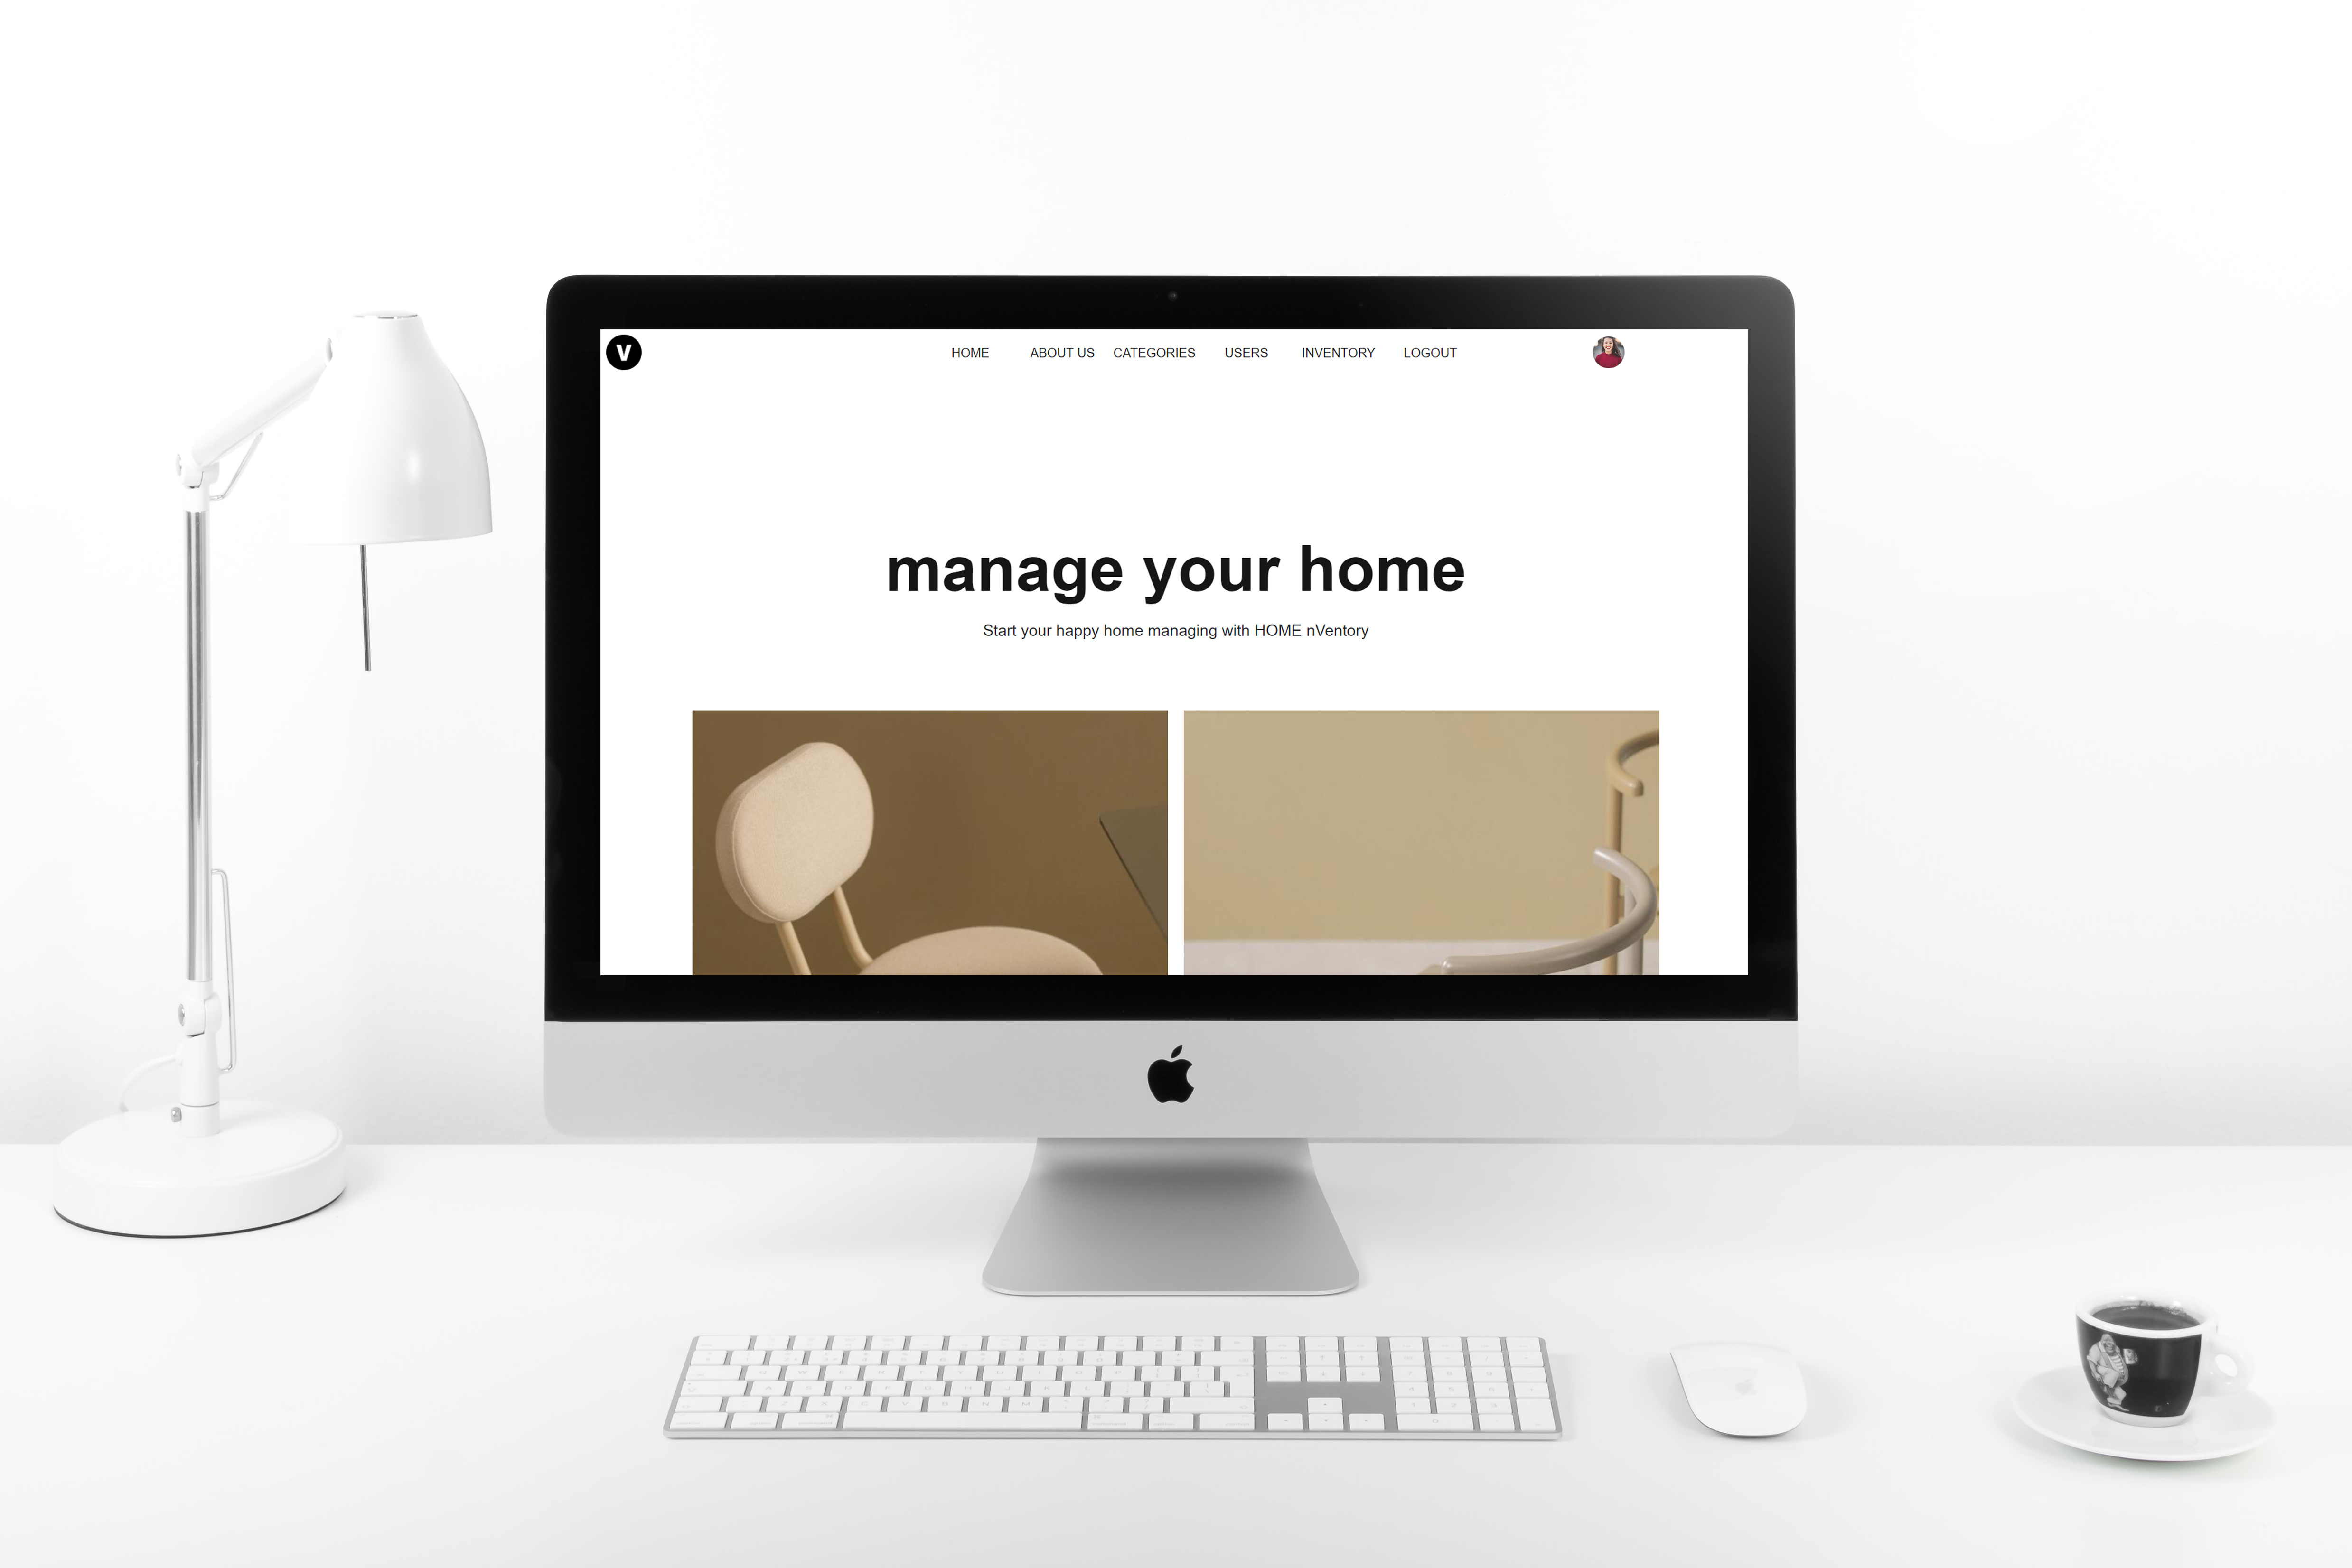 V
HOME ABOUT US CATEGORIES USERS INVENTORY LOGOUT
manage your home
Start your happy home managing with HOME nVentory